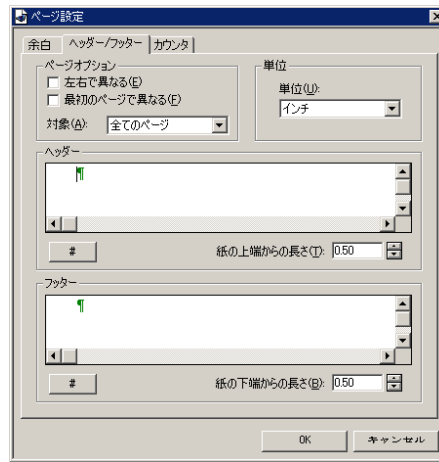 ページ設定
余白 ヘッダー/フッター カウンタ
ページオプション
左右で異なる(E)
最初のページで異なる(F)
対象(A): 全てのページ
単位
単位(U):
インチ
ヘッダー
¶
# 紙の上端からの長さ(T): 0.50
フッター
¶
# 紙の下端からの長さ(B): 0.50
OK キャンセル